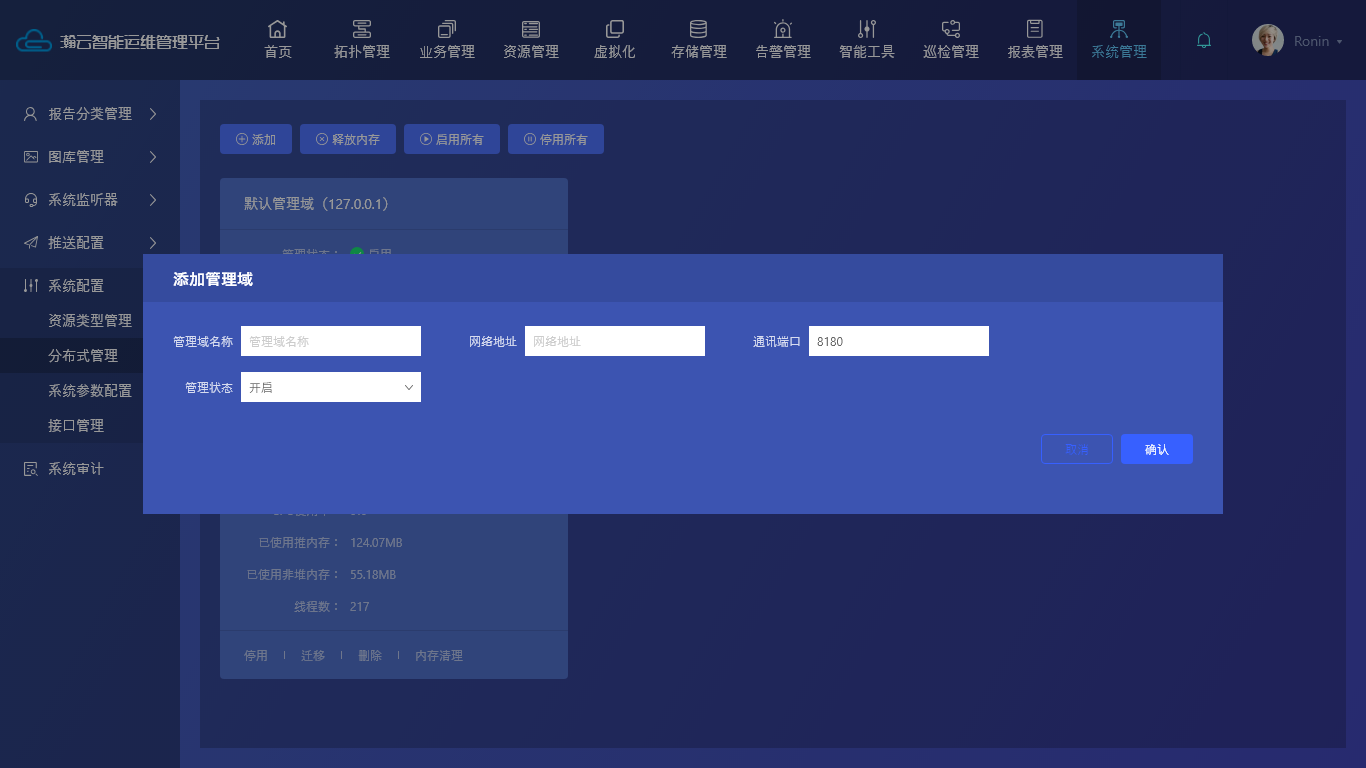 瀚云智能运维管理平台
首页 拓扑管理 业务管理 资源管理 虚拟化 存储管理 告警管理 智能工具 巡检管理 报表管理 系统管理 Ronin
报告分类管理
图库管理
系统监听器
推送配置
系统配置
资源类型管理
分布式管理
系统参数配置
接口管理
系统审计
添加 释放内存 启用所有 停用所有
默认管理域（127.0.0.1）
添加管理域
管理域名称 管理域名称 网络地址 网络地址 通讯端口 8180
管理状态 开启
取消 确认
已使用推内存： 124.07MB
已使用非堆内存： 55.18MB
线程数： 217
停用 迁移 删除 内存清理